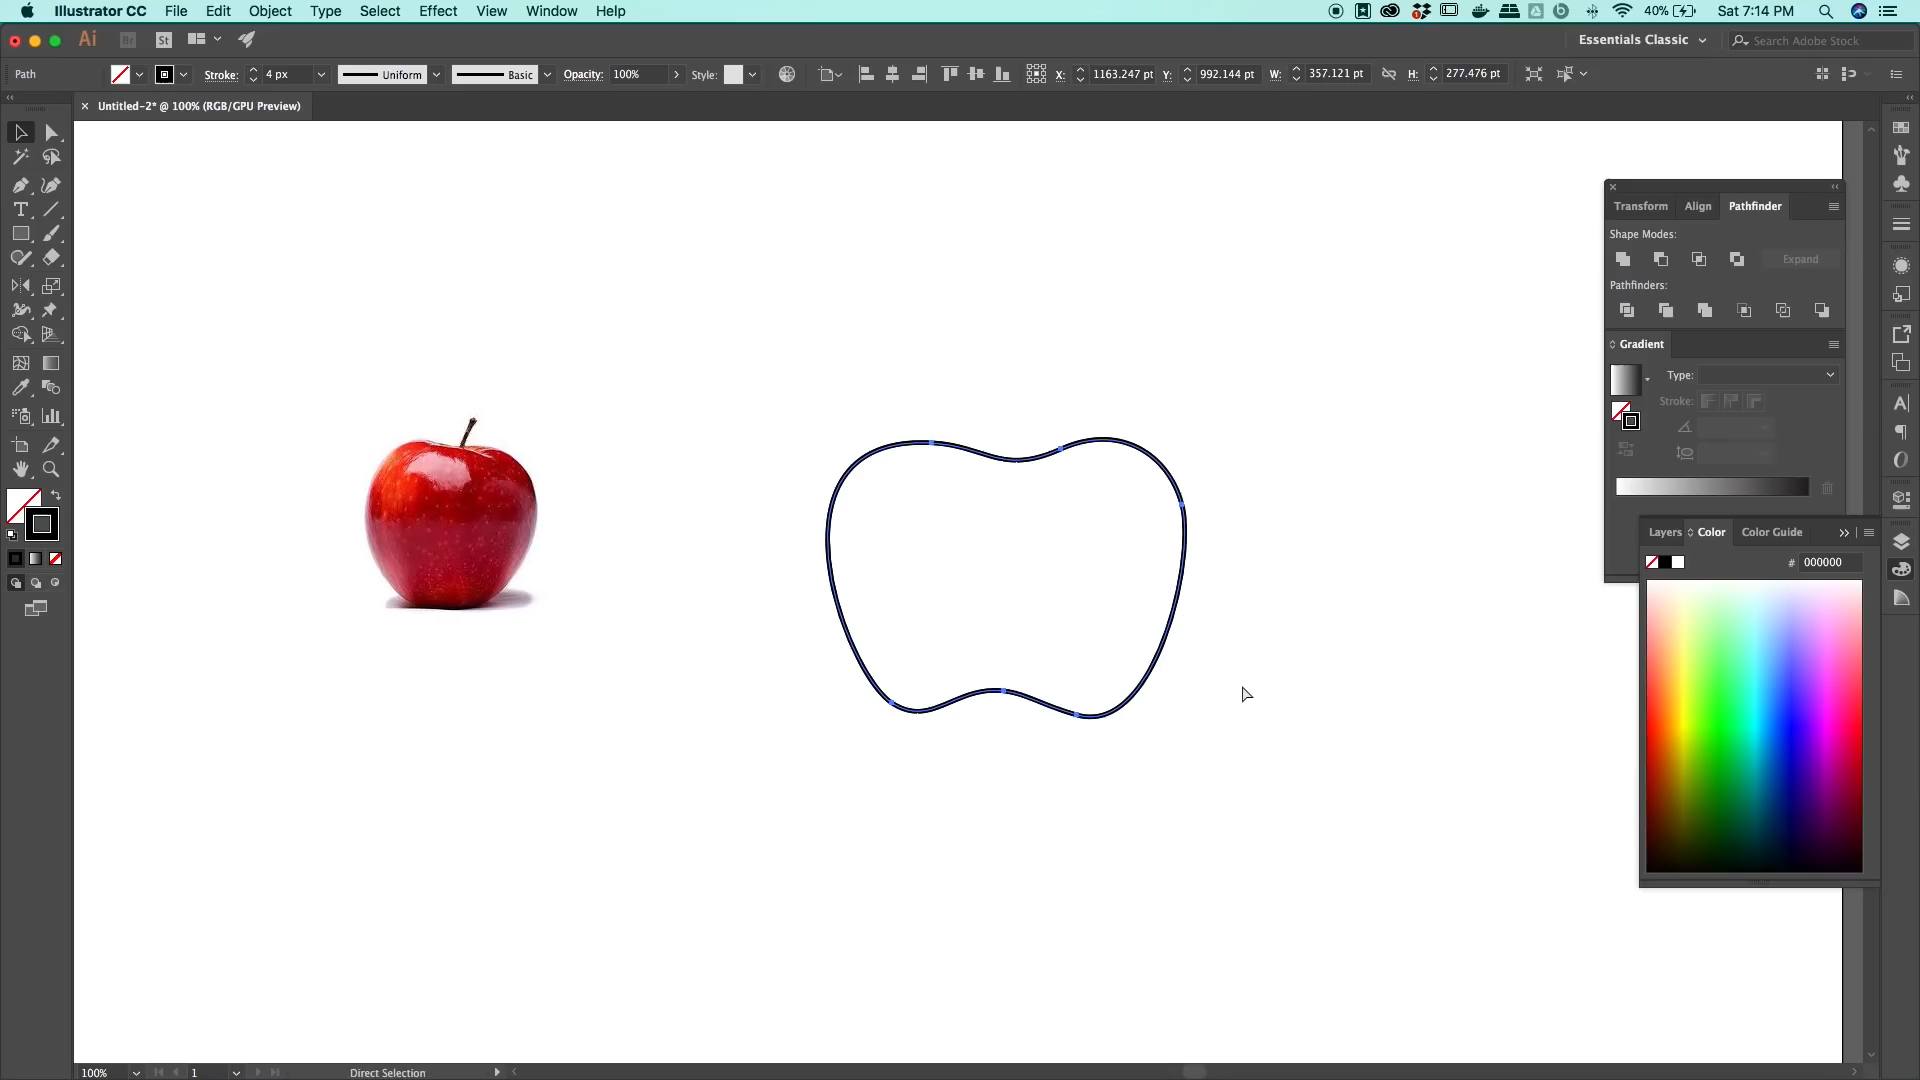 Illustrator CC File Edit Object Type Select Effect View Window Help 40% Sat 7:14 PM
Ai Br St Essentials Classic Search Adobe Stock
Path Stroke: 4 px Uniform Basic Opacity: 100% Style: X: 1163.247 pt Y: 992.144 pt W: 357.121 pt H: 277.476 pt
× Untitled-2* @ 100% (RGB/GPU Preview)
Transform Align Pathfinder
Shape Modes:
Expand
Pathfinders:
Gradient
Type:
Stroke:
Layers Color Color Guide
# 000000
100% 1 Direct Selection